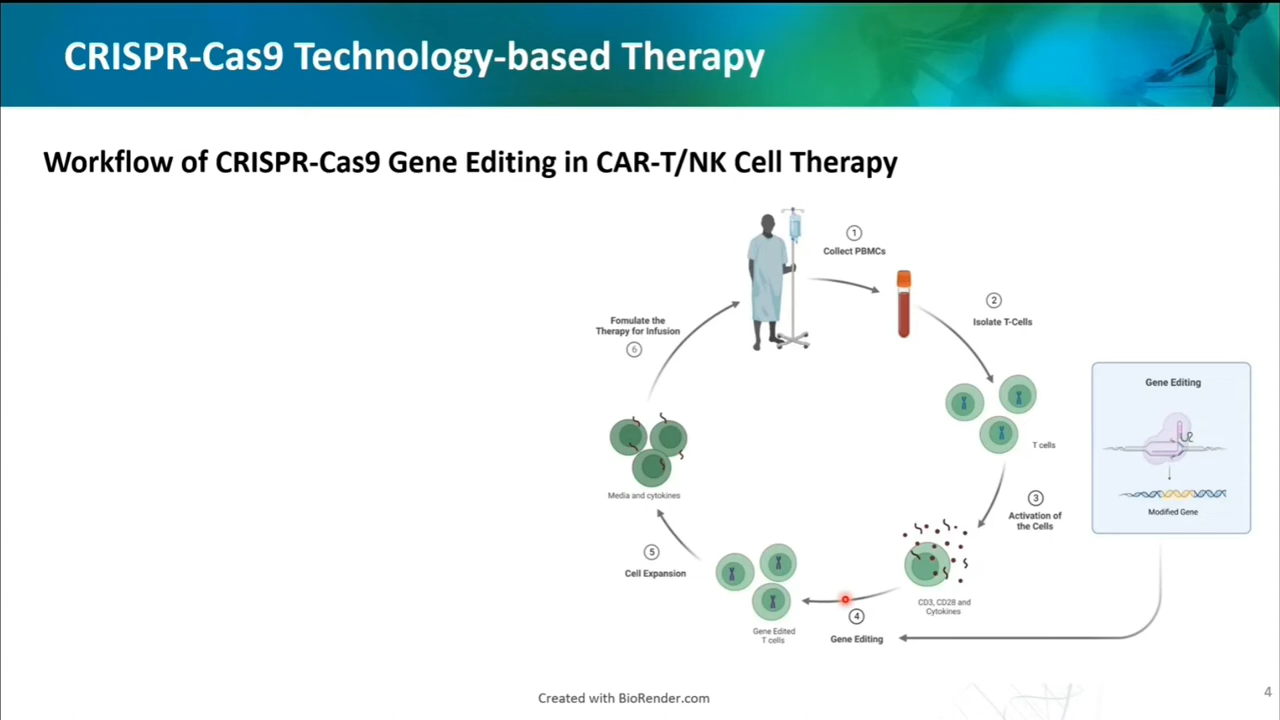 CRISPR-Cas9 Technology-based Therapy
Workflow of CRISPR-Cas9 Gene Editing in CAR-T/NK Cell Therapy
1
Collect PBMCs
2
Isolate T-Cells
Fomulate the
Therapy for Infusion
6
Gene Editing
T cells
Media and cytokines
3
Activation of
the Cells
Modified Gene
5
Cell Expansion
CD3, CD28 and
Cytokines
4
Gene Editing
Gene Edited
T cells
Created with BioRender.com
4